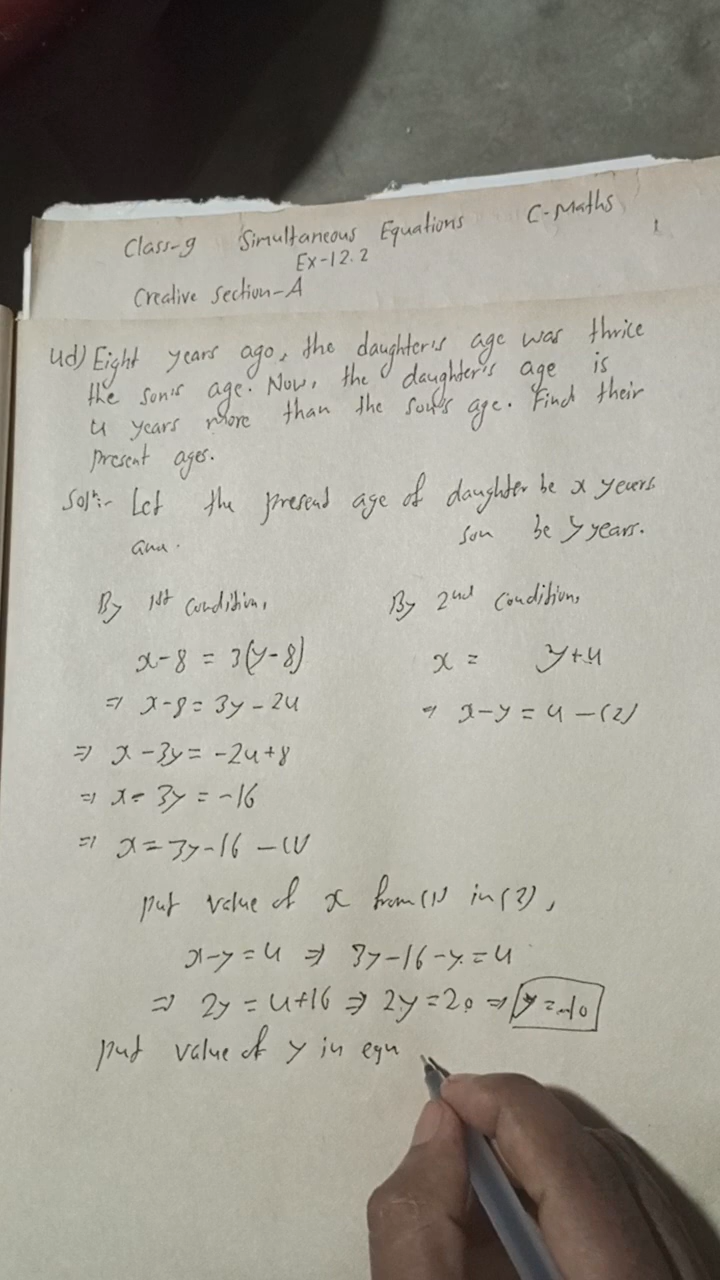 Class-9 Simultaneous Equations C-Maths
Ex-12.2
Creative Section-A
4d) Eight years ago, the daughter's age was thrice
the son's age. Now, the daughter's age is
4 years more than the son's age. Find their
present ages.
Solⁿ:- Let the present age of daughter be x years
and son be y years.
By 1st condition, By 2nd condition,
x-8 = 3(y-8) x = y+4
⇒ x-8 = 3y-24 ⇒ x-y = 4 -(2)
⇒ x-3y = -24+8
⇒ x-3y = -16
⇒ x = 3y-16 -(1)
put value of x from (1) in (2),
x-y = 4 ⇒ 3y-16-y = 4
⇒ 2y = 4+16 ⇒ 2y = 20 ⇒ y = 10
put value of y in eqn